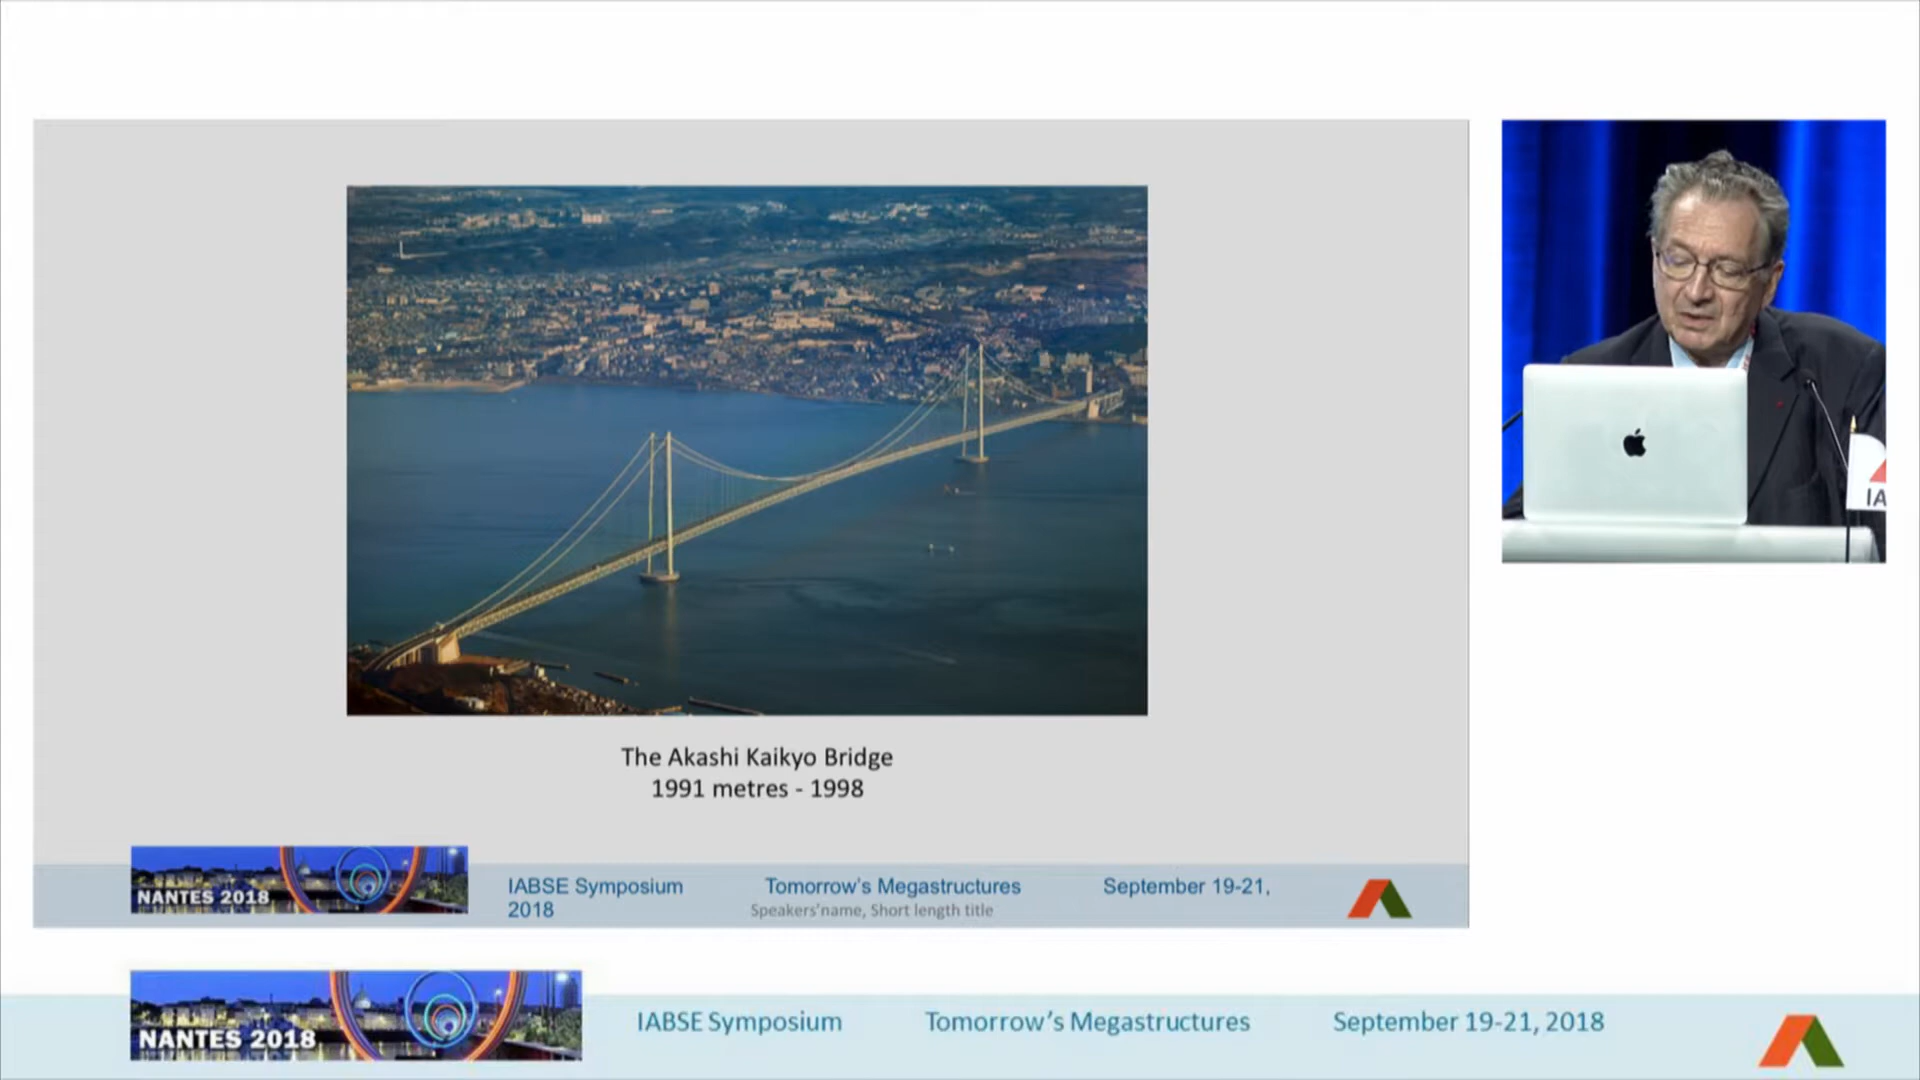 The Akashi Kaikyo Bridge
1991 metres - 1998
NANTES 2018
IABSE Symposium Tomorrow's Megastructures September 19-21,
2018 Speakers'name, Short length title
IA
NANTES 2018
IABSE Symposium Tomorrow's Megastructures September 19-21, 2018